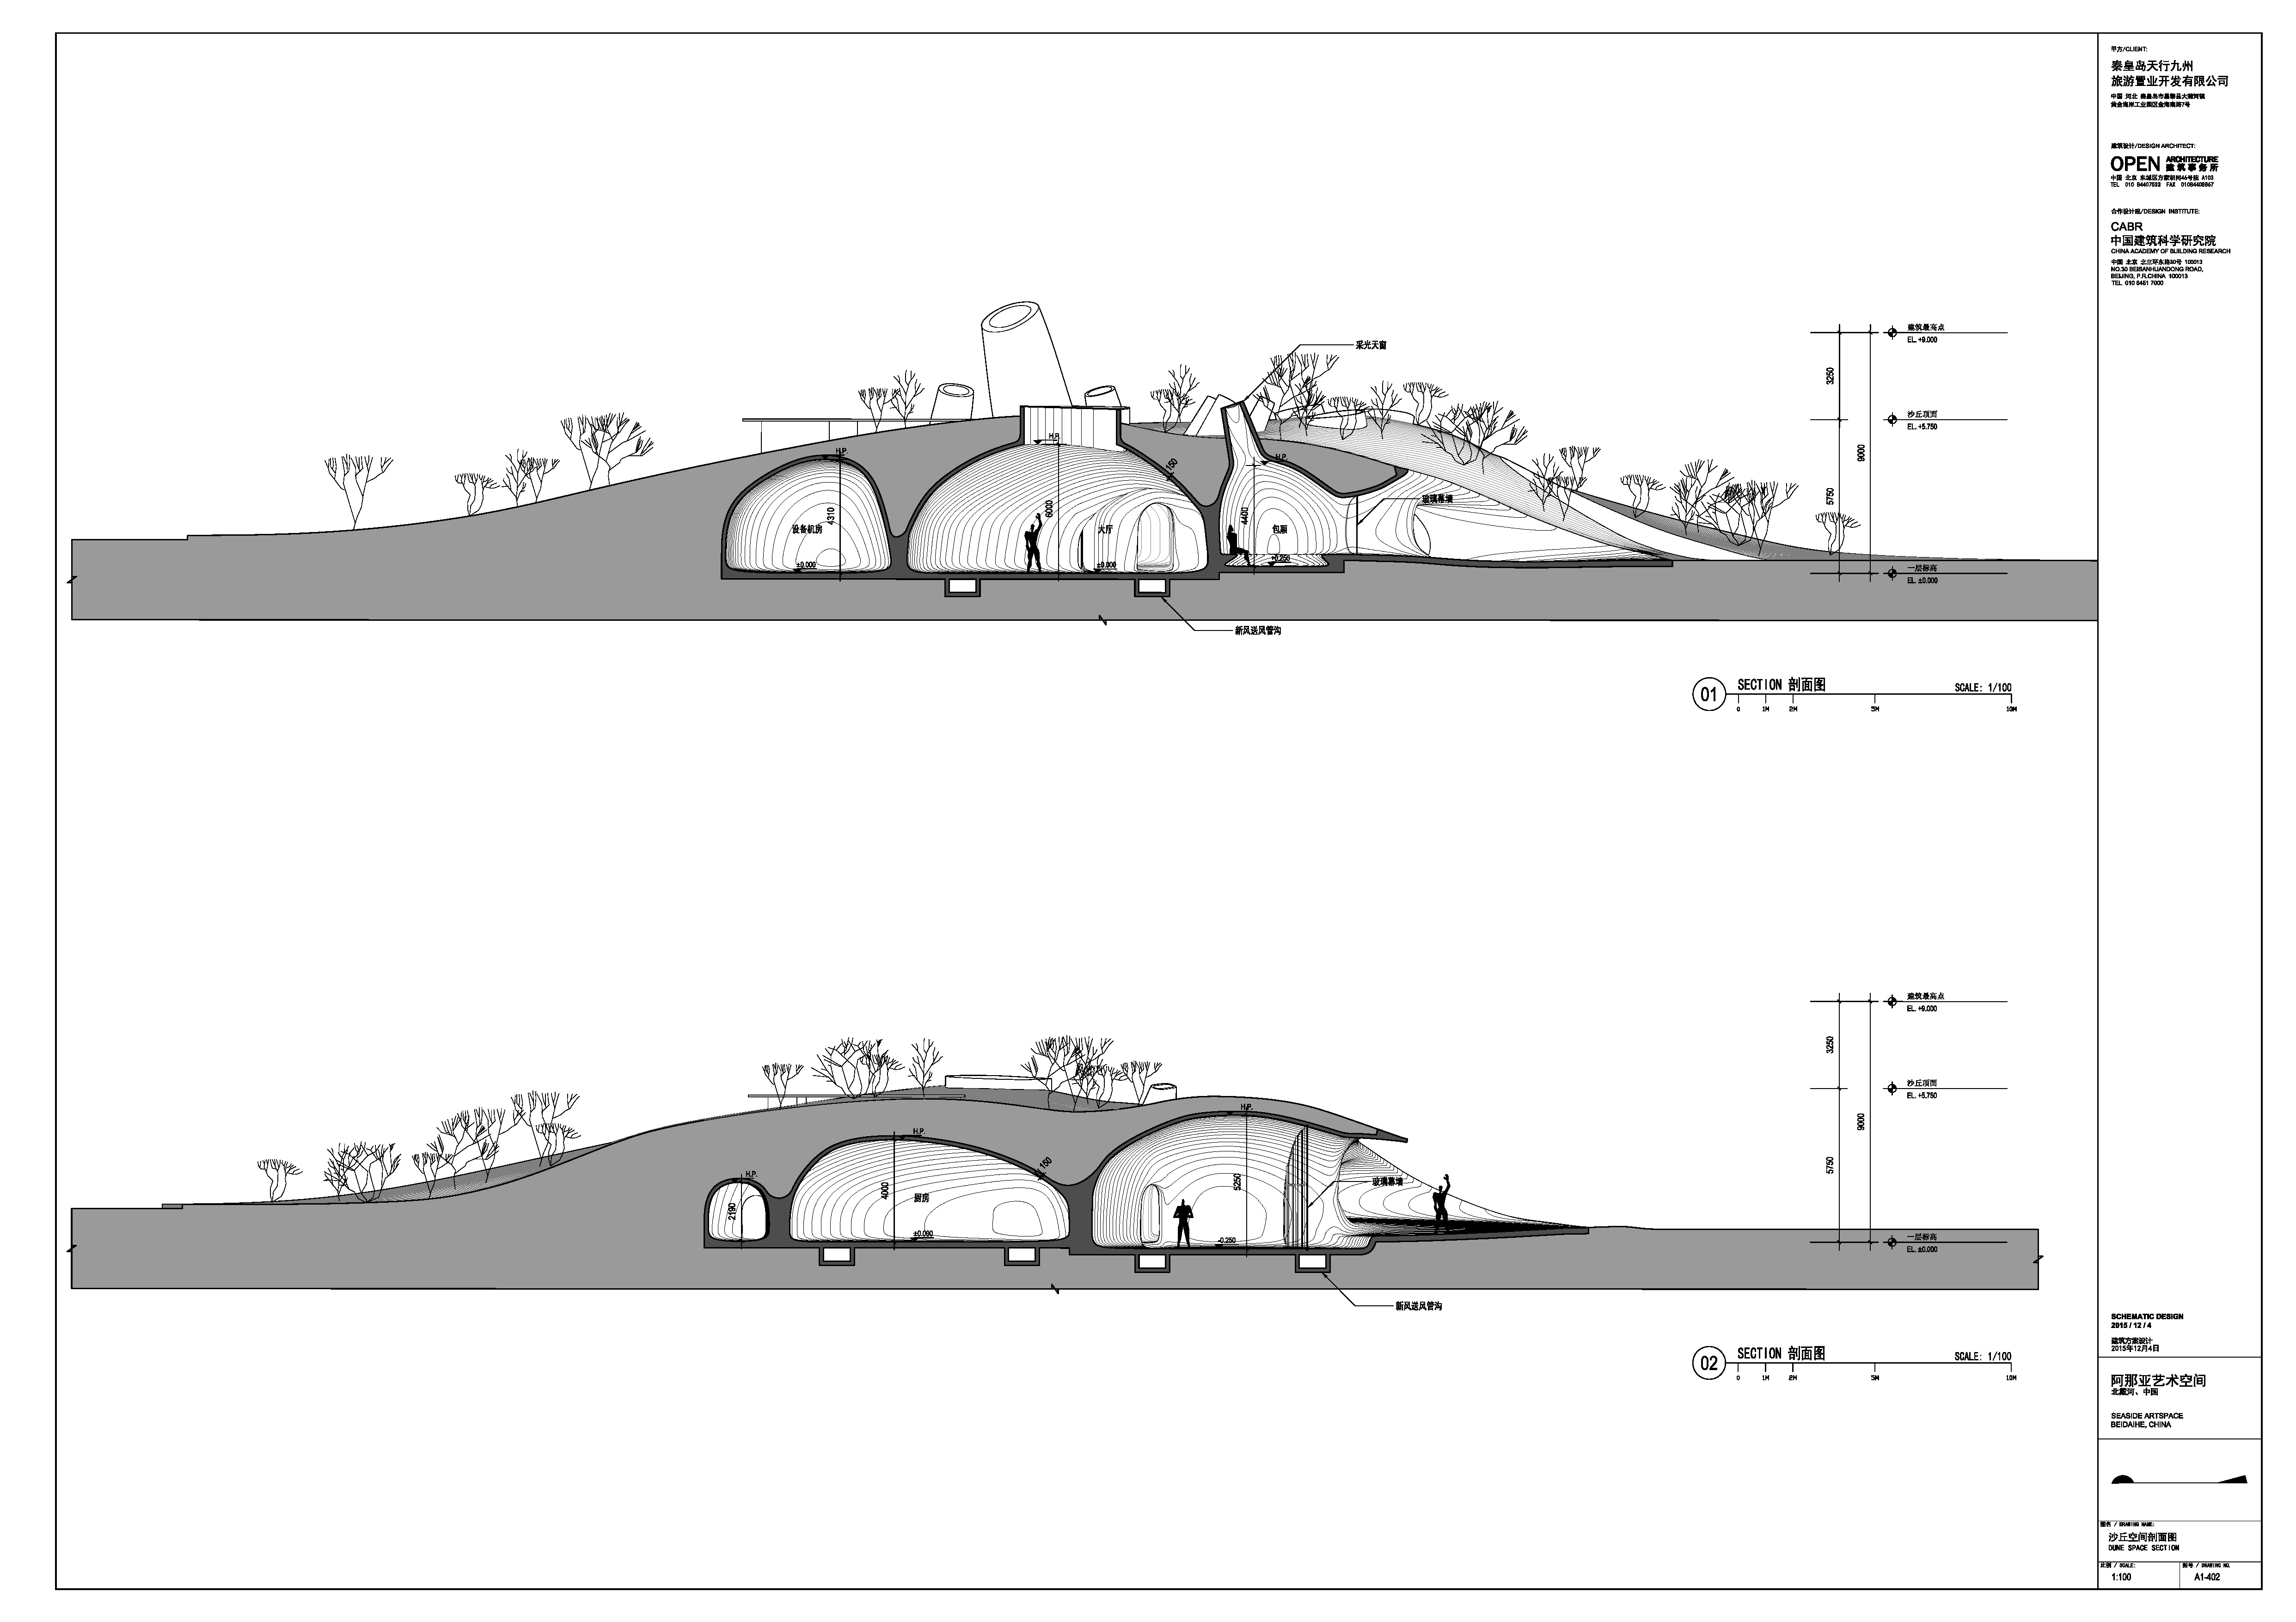 采光天窗
建筑最高点
EL. +9.000
3250
沙丘顶面
EL. +5.750
9000
5750
H.P.
H.P.
H.P.
150
设备机房
4310
6000
大厅
4400
包厢
玻璃幕墙
±0.000
±0.000
±0.250
一层标高
EL. ±0.000
新风送风管沟
01
SECTION 剖面图
SCALE: 1/100
0 1M 2M 5M 10M
建筑最高点
EL. +9.000
3250
沙丘顶面
EL. +5.750
9000
5750
H.P.
H.P.
H.P.
150
2190
4000
厨房
5250
玻璃幕墙
±0.000
-0.250
一层标高
EL. ±0.000
新风送风管沟
02
SECTION 剖面图
SCALE: 1/100
0 1M 2M 5M 10M
甲方/CLIENT:
秦皇岛天行九州
旅游置业开发有限公司
中国 河北 秦皇岛市昌黎县大蒲河镇
黄金海岸工业园区金海南路7号
建筑设计/DESIGN ARCHITECT:
OPEN ARCHITECTURE
建筑事务所
中国 北京 东城区方家胡同46号院 A103
TEL 010 84407533 FAX 01084408967
合作设计院/DESIGN INSTITUTE:
CABR
中国建筑科学研究院
CHINA ACADEMY OF BUILDING RESEARCH
中国 北京 北三环东路30号 100013
NO.30 BEISANHUANDONG ROAD,
BEIJING, P.R.CHINA 100013
TEL 010 8451 7000
SCHEMATIC DESIGN
2015 / 12 / 4
建筑方案设计
2015年12月4日
阿那亚艺术空间
北戴河、中国
SEASIDE ARTSPACE
BEIDAIHE, CHINA
图名 / DRAWING NAME:
沙丘空间剖面图
DUNE SPACE SECTION
比例 / SCALE:
1:100
图号 / DRAWING NO.
A1-402